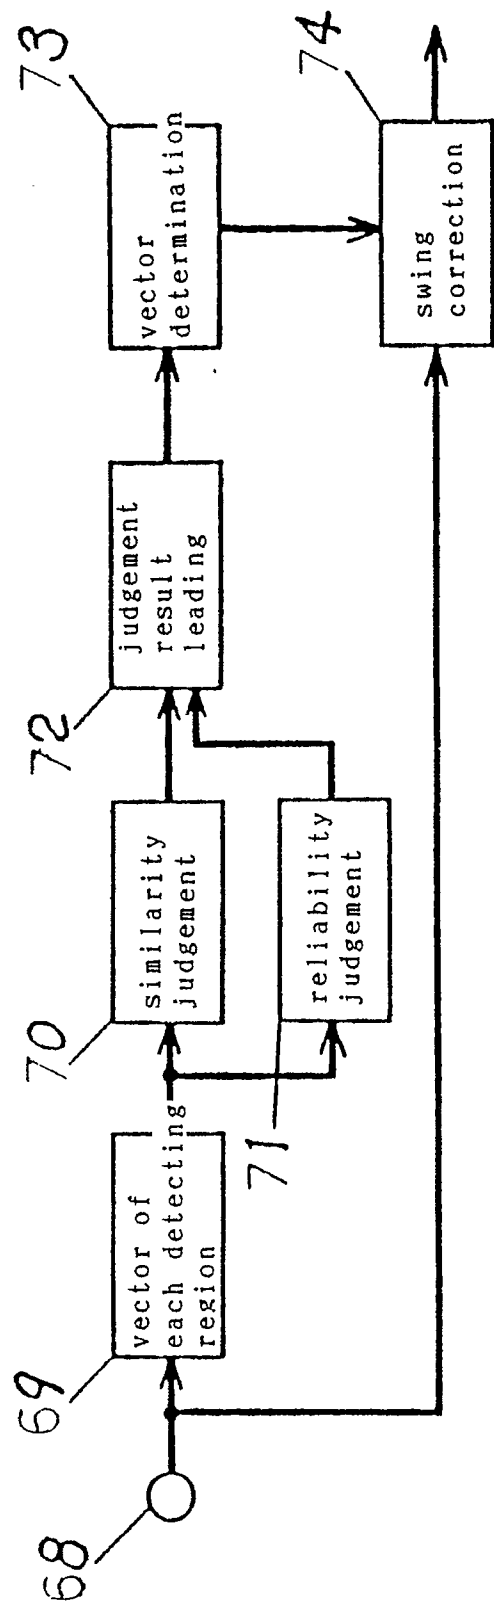 68
69
vector of
each detecting
region
70
similarity
judgement
71
reliability
judgement
72
judgement
result
leading
73
vector
determination
74
swing
correction